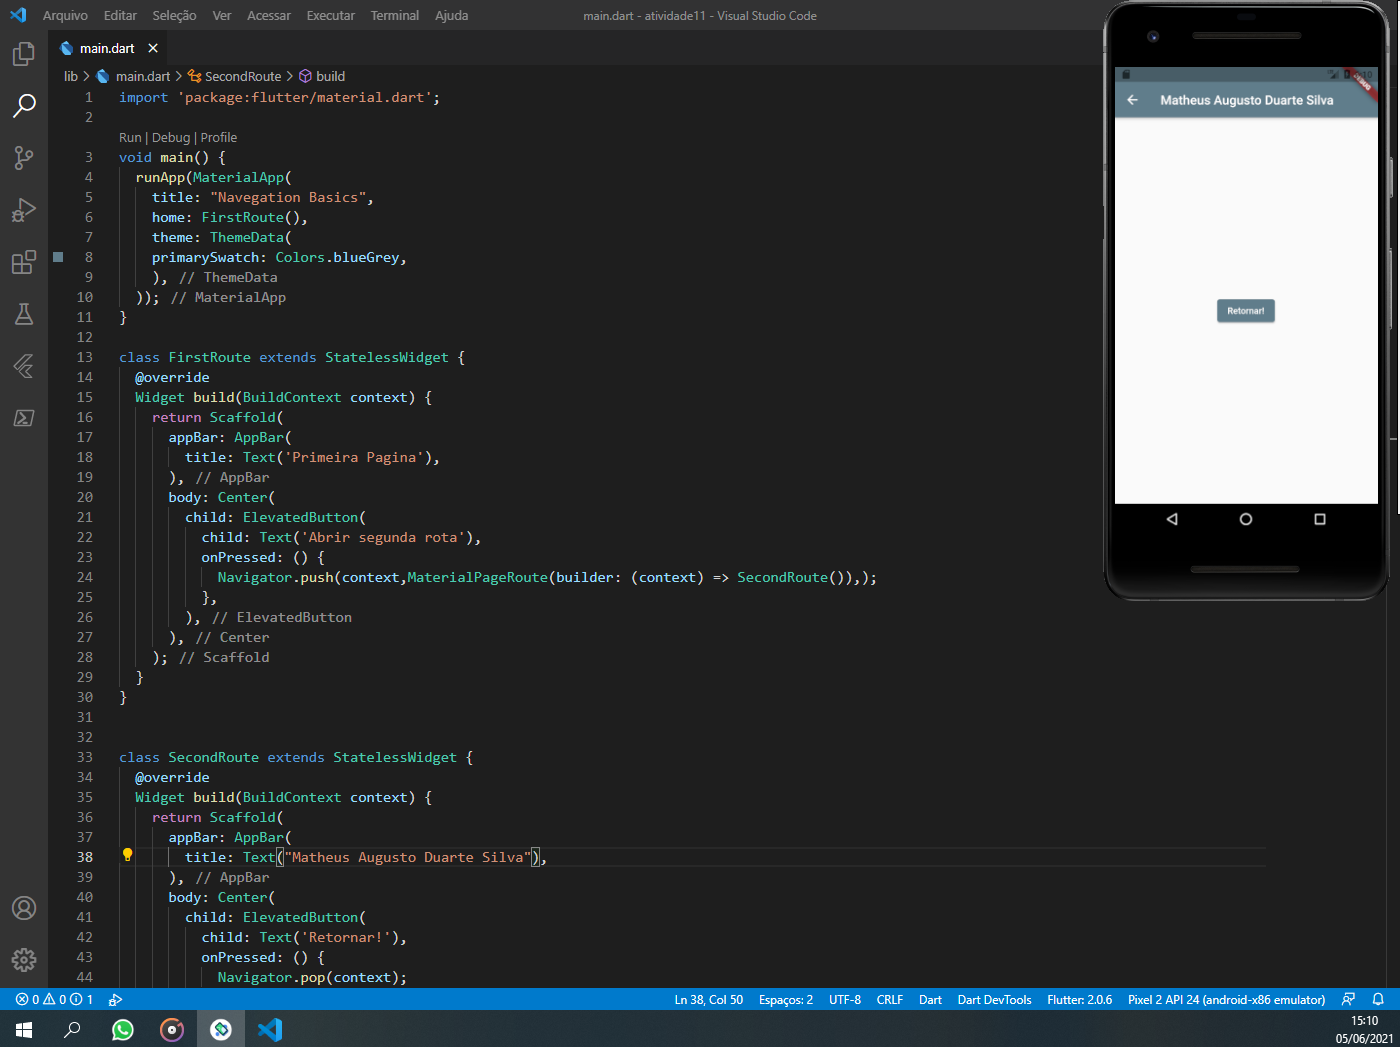 Arquivo Editar Seleção Ver Acessar Executar Terminal Ajuda
main.dart - atividade11 - Visual Studio Code
main.dart
lib > main.dart > SecondRoute > build
1 import 'package:flutter/material.dart';
2
Run | Debug | Profile
3 void main() {
4 runApp(MaterialApp(
5 title: "Navegation Basics",
6 home: FirstRoute(),
7 theme: ThemeData(
8 primarySwatch: Colors.blueGrey,
9 ), // ThemeData
10 )); // MaterialApp
11 }
12
13 class FirstRoute extends StatelessWidget {
14 @override
15 Widget build(BuildContext context) {
16 return Scaffold(
17 appBar: AppBar(
18 title: Text('Primeira Pagina'),
19 ), // AppBar
20 body: Center(
21 child: ElevatedButton(
22 child: Text('Abrir segunda rota'),
23 onPressed: () {
24 Navigator.push(context,MaterialPageRoute(builder: (context) => SecondRoute()),);
25 },
26 ), // ElevatedButton
27 ), // Center
28 ); // Scaffold
29 }
30 }
31
32
33 class SecondRoute extends StatelessWidget {
34 @override
35 Widget build(BuildContext context) {
36 return Scaffold(
37 appBar: AppBar(
38 title: Text("Matheus Augusto Duarte Silva"),
39 ), // AppBar
40 body: Center(
41 child: ElevatedButton(
42 child: Text('Retornar!'),
43 onPressed: () {
44 Navigator.pop(context);
Matheus Augusto Duarte Silva
Retornar!
0 0 1
Ln 38, Col 50 Espaços: 2 UTF-8 CRLF Dart Dart DevTools Flutter: 2.0.6 Pixel 2 API 24 (android-x86 emulator)
15:10
05/06/2021